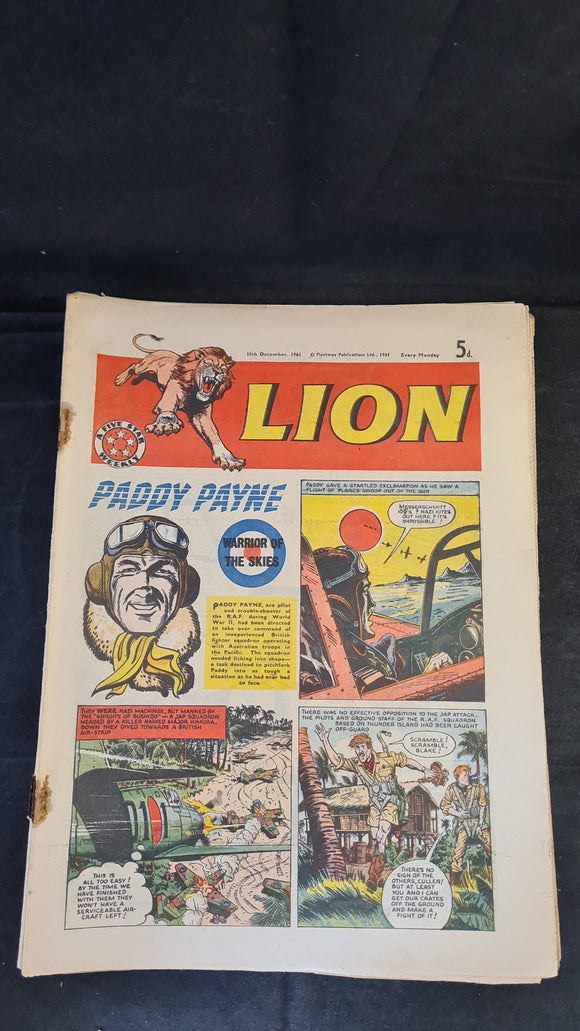 16th December, 1961 © Fleetway Publications Ltd., 1961 Every Monday 5d.
LION
A FIVE STAR
WEEKLY
PADDY PAYNE
WARRIOR OF
THE SKIES
PADDY PAYNE, ace pilot
and trouble-shooter of
the R.A.F. during World
War II, had been directed
to take over command of
an inexperienced British
fighter squadron operating
with Australian troops in
the Pacific. The squadron
needed licking into shape—
a task destined to pitchfork
Paddy into as tough a
situation as he had ever had
to face.
PADDY GAVE A STARTLED EXCLAMATION AS HE SAW A
FLIGHT OF 'PLANES SWOOP OUT OF THE SUN
MESSERSCHMITT
109'S! NAZI KITES
OUT HERE? IT'S
IMPOSSIBLE!
THEY WERE NAZI MACHINES, BUT MANNED BY
THE "KNIGHTS OF BUSHIDO" — A JAP SQUADRON
HEADED BY A KILLER NAMED MAJOR KIMURA.
DOWN THEY DIVED TOWARDS A BRITISH
AIR-STRIP
THIS IS
ALL TOO EASY!
BY THE TIME WE
HAVE FINISHED
WITH THEM THEY
WON'T HAVE A
SERVICEABLE AIR-
CRAFT LEFT!
THERE WAS NO EFFECTIVE OPPOSITION TO THE JAP ATTACK.
THE PILOTS AND GROUND-STAFF OF THE R.A.F. SQUADRON
BASED ON THUNDER ISLAND HAD BEEN CAUGHT
OFF-GUARD
SCRAMBLE!
SCRAMBLE,
BLAKE!
THERE'S NO
SIGN OF THE
OTHERS, CULLEN!
BUT AT LEAST
YOU AND I CAN
GET OUR CRATES
OFF THE GROUND
AND MAKE A
FIGHT OF IT!